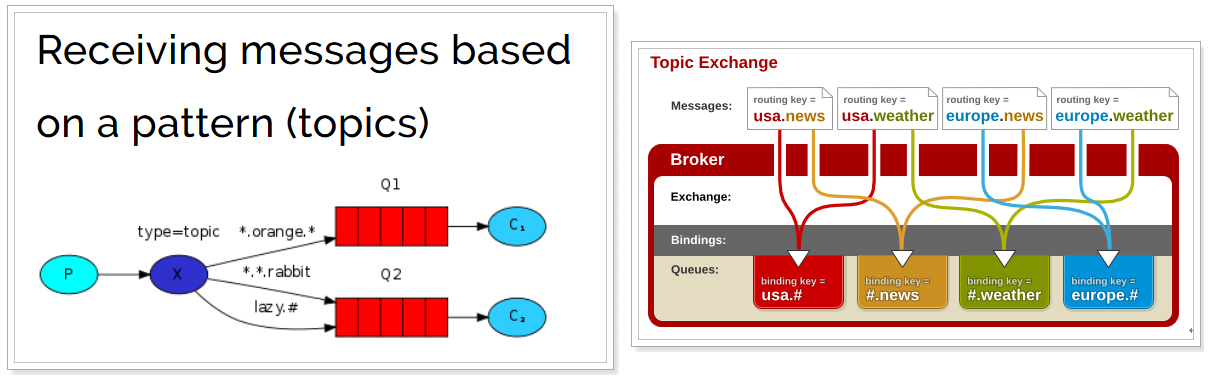 Receiving messages based
on a pattern (topics)
Q1
type=topic
*.orange.*
C₁
P
X
*.*.rabbit
Q2
lazy.#
C₂
Topic Exchange
Messages:
routing key =
usa.news
routing key =
usa.weather
routing key =
europe.news
routing key =
europe.weather
Broker
Exchange:
Bindings:
Queues:
binding key =
usa.#
binding key =
#.news
binding key =
#.weather
binding key =
europe.#